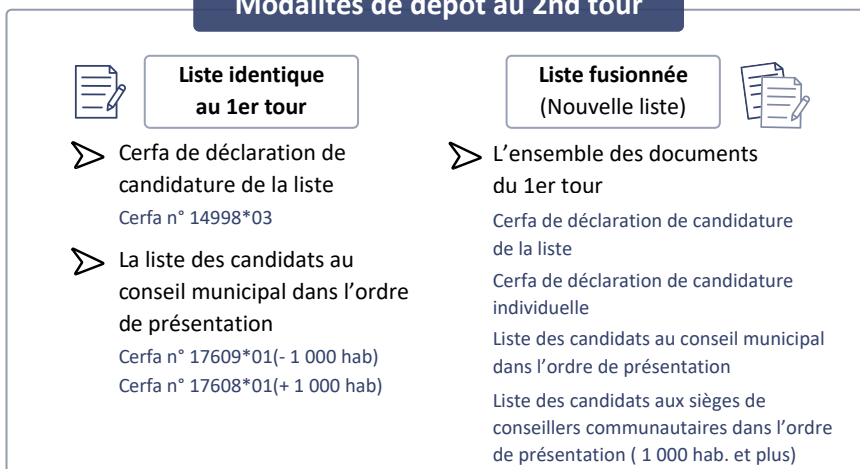 Modalités de dépôt au 2nd tour
Liste identique
au 1er tour
Cerfa de déclaration de
candidature de la liste
Cerfa n° 14998*03
La liste des candidats au
conseil municipal dans l'ordre
de présentation
Cerfa n° 17609*01(- 1 000 hab)
Cerfa n° 17608*01(+ 1 000 hab)
Liste fusionnée
(Nouvelle liste)
L'ensemble des documents
du 1er tour
Cerfa de déclaration de candidature
de la liste
Cerfa de déclaration de candidature
individuelle
Liste des candidats au conseil municipal
dans l'ordre de présentation
Liste des candidats aux sièges de
conseillers communautaires dans l'ordre
de présentation ( 1 000 hab. et plus)